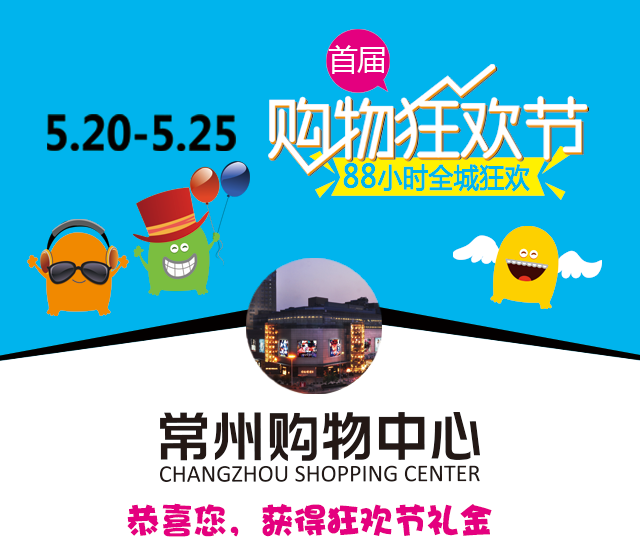 首届
购物狂欢节
5.20-5.25
88小时全城狂欢
常州购物中心
CHANGZHOU SHOPPING CENTER
恭喜您，获得狂欢节礼金